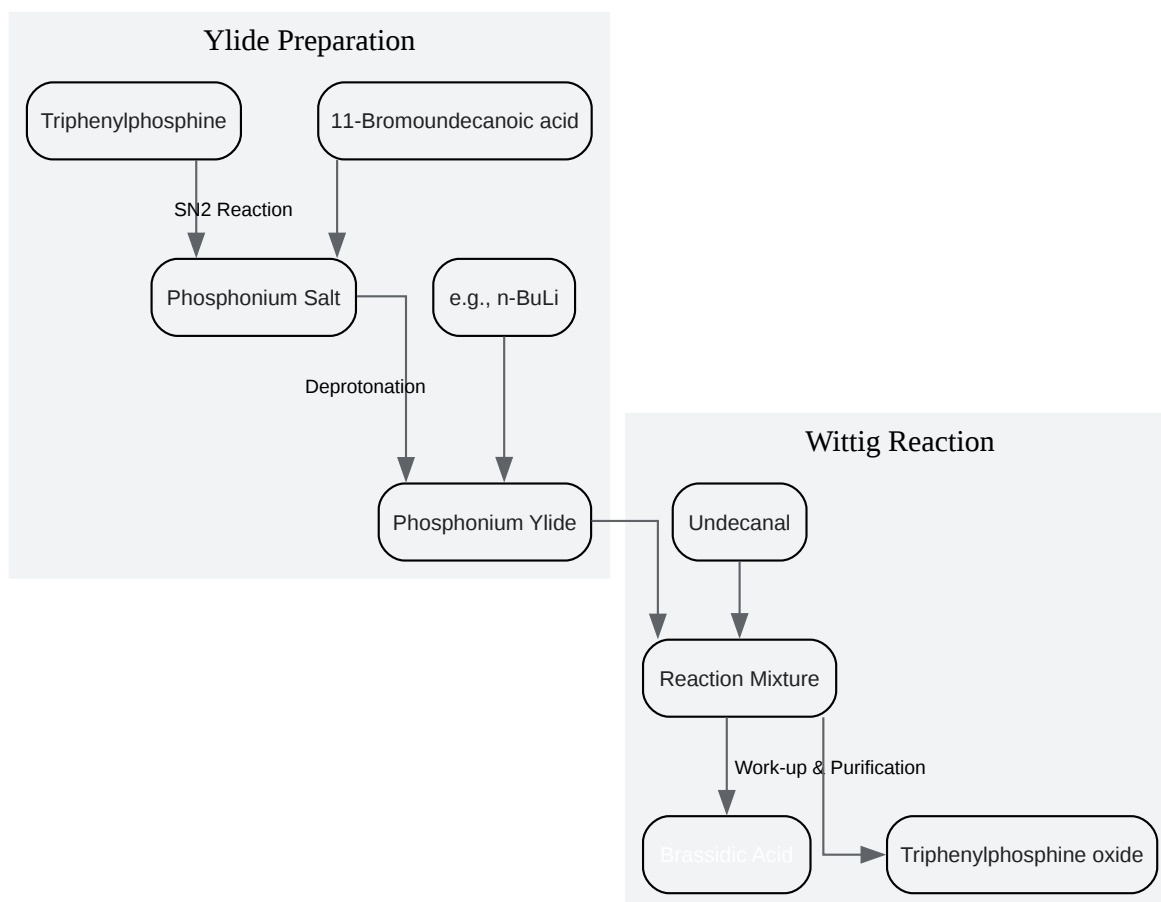 Ylide Preparation
Triphenylphosphine
11-Bromoundecanoic acid
SN2 Reaction
Phosphonium Salt
e.g., n-BuLi
Deprotonation
Phosphonium Ylide
Wittig Reaction
Undecanal
Reaction Mixture
Work-up & Purification
Brassidic Acid
Triphenylphosphine oxide